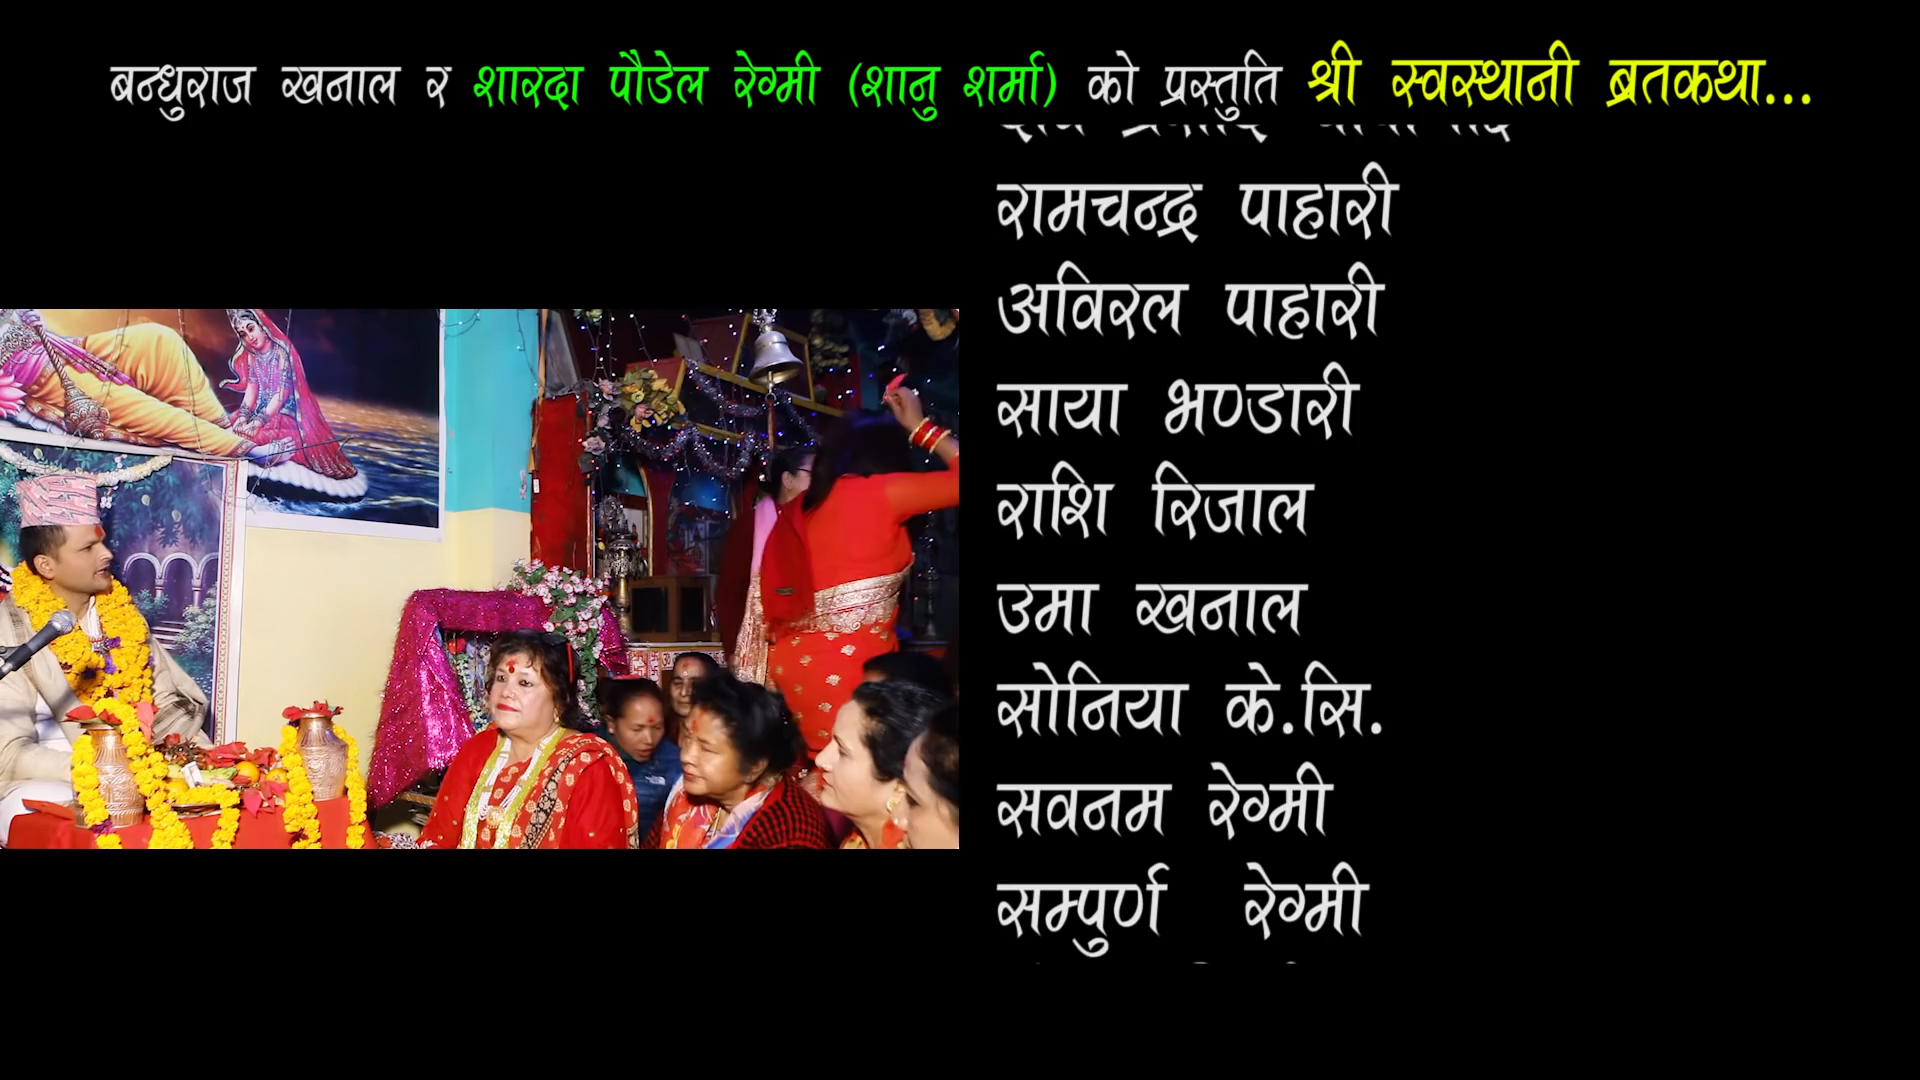 बन्धुराज खनाल र शारदा पौडेल रेग्मी (शानु शर्मा) को प्रस्तुति श्री स्वस्थानी ब्रतकथा...
रामचन्द्र पाहारी
अविरल पाहारी
साया भण्डारी
राशि रिजाल
उमा खनाल
सोनिया के.सि.
सवनम रेग्मी
सम्पुर्ण रेग्मी